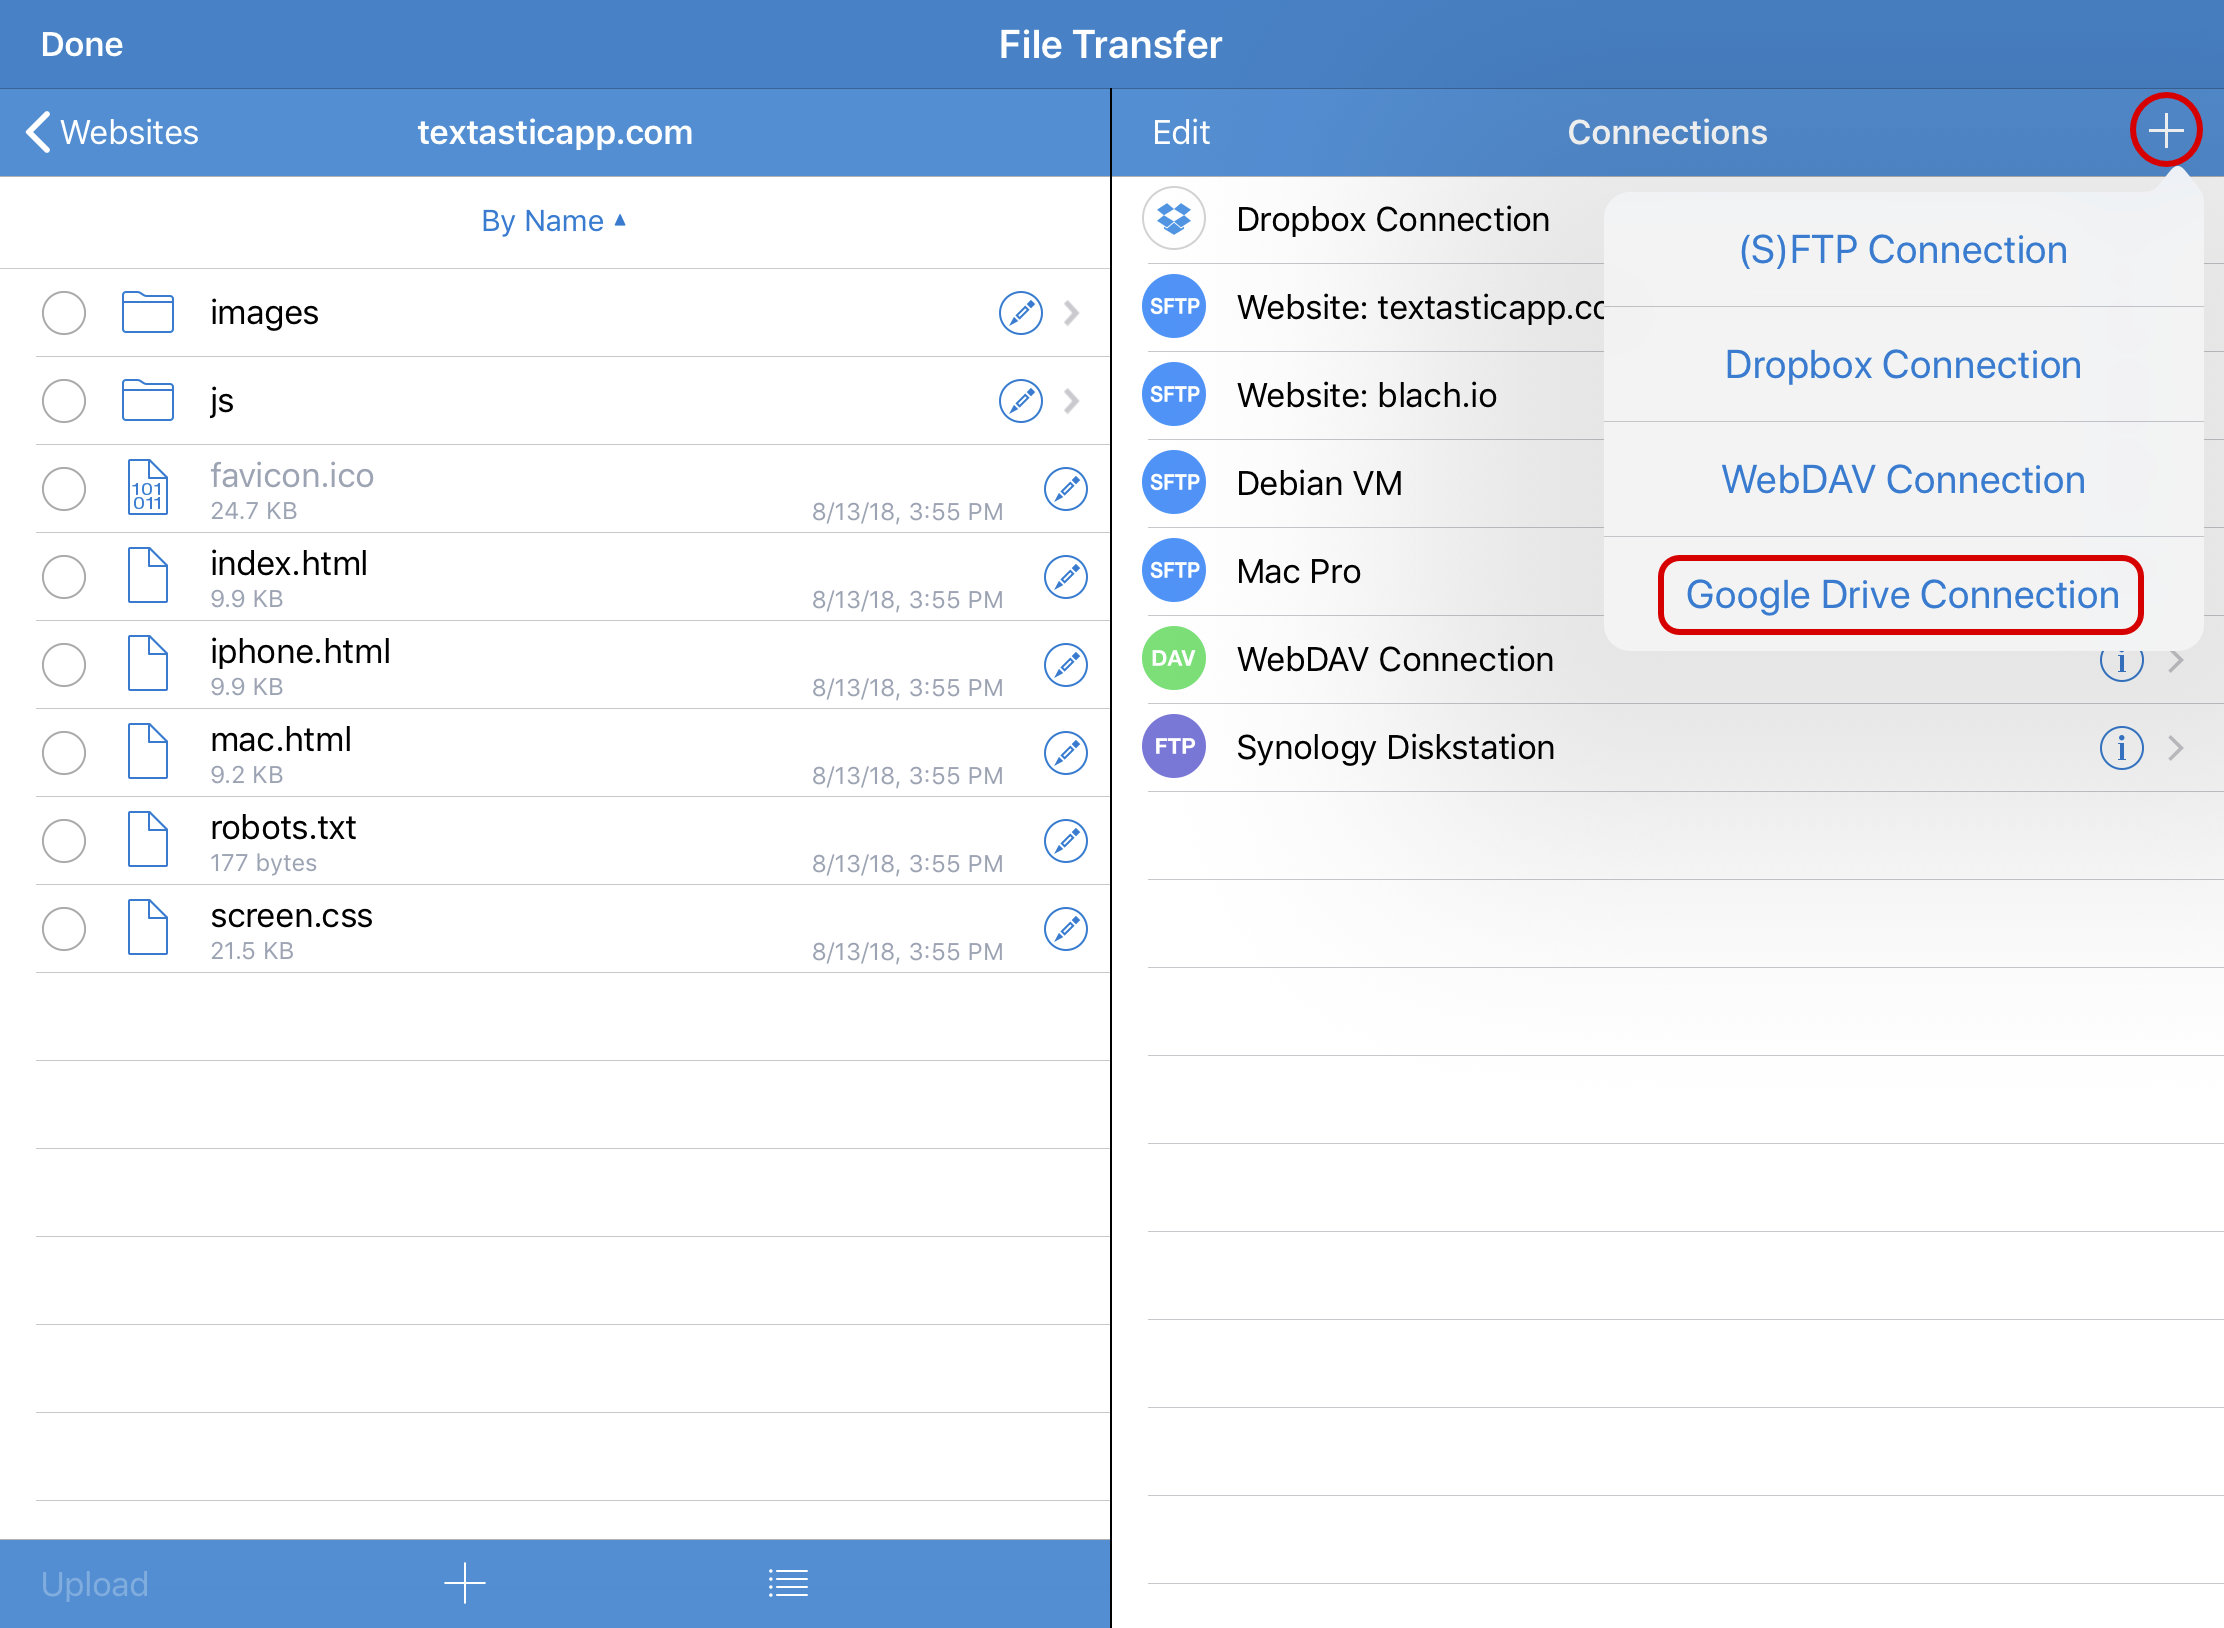 Done
File Transfer
Websites
textasticapp.com
By Name ▲
images
js
101
011
favicon.ico
24.7 KB
8/13/18, 3:55 PM
index.html
9.9 KB
8/13/18, 3:55 PM
iphone.html
9.9 KB
8/13/18, 3:55 PM
mac.html
9.2 KB
8/13/18, 3:55 PM
robots.txt
177 bytes
8/13/18, 3:55 PM
screen.css
21.5 KB
8/13/18, 3:55 PM
Upload
Edit
Connections
Dropbox Connection
SFTP Website: textasticapp.co
SFTP Website: blach.io
SFTP Debian VM
SFTP Mac Pro
DAV WebDAV Connection
FTP Synology Diskstation
(S)FTP Connection
Dropbox Connection
WebDAV Connection
Google Drive Connection